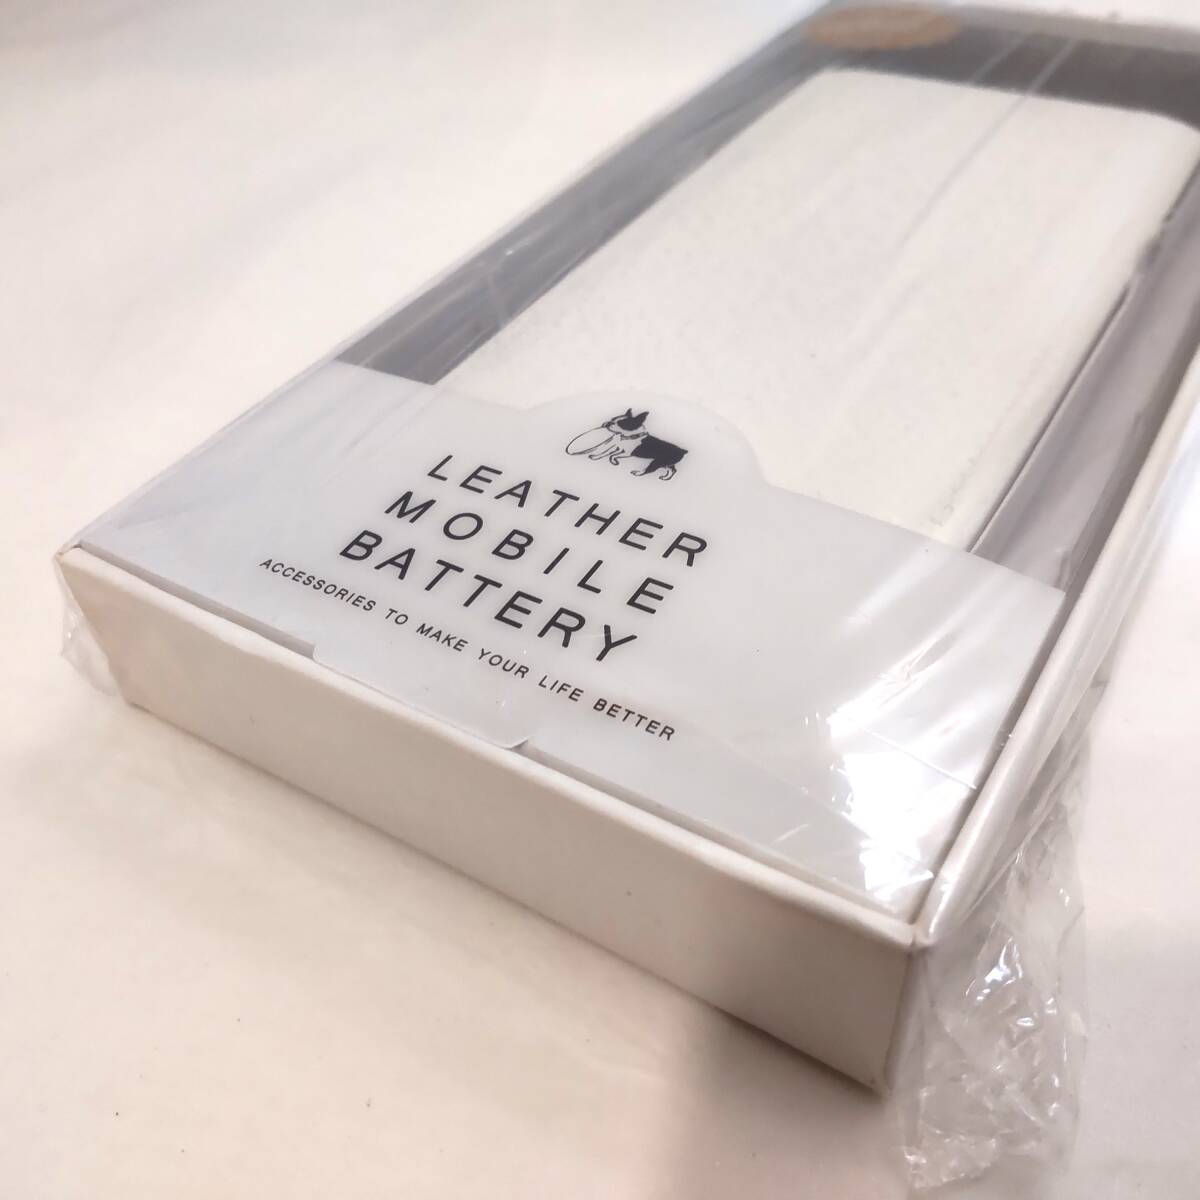 LEATHER
MOBILE
BATTERY
ACCESSORIES TO MAKE YOUR LIFE BETTER